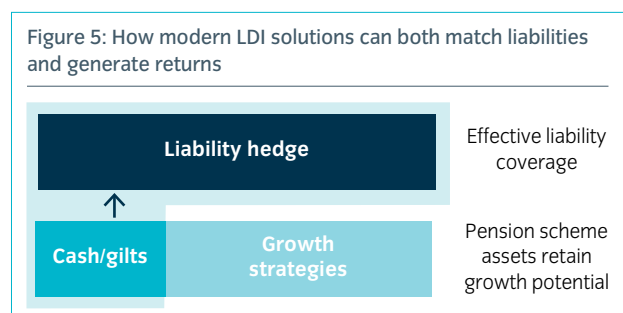 Figure 5: How modern LDI solutions can both match liabilities
and generate returns
Liability hedge
Effective liability
coverage
Cash/gilts
Growth
strategies
Pension scheme
assets retain
growth potential